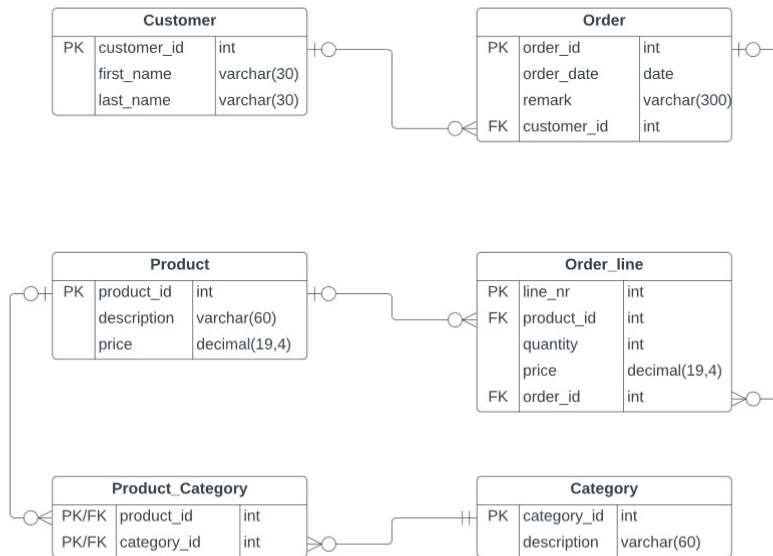 Customer
PK customer_id int
first_name varchar(30)
last_name varchar(30)
Order
PK order_id int
order_date date
remark varchar(300)
FK customer_id int
Product
PK product_id int
description varchar(60)
price decimal(19,4)
Order_line
PK line_nr int
FK product_id int
quantity int
price decimal(19,4)
FK order_id int
Product_Category
PK/FK product_id int
PK/FK category_id int
Category
PK category_id int
description varchar(60)